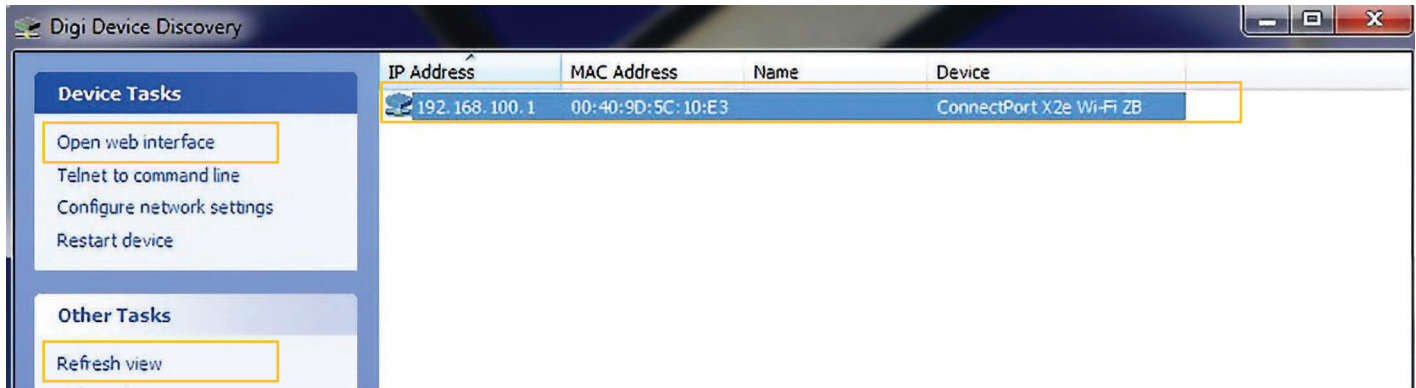 Digi Device Discovery
Device Tasks
Open web interface
Telnet to command line
Configure network settings
Restart device
Other Tasks
Refresh view
IP Address MAC Address Name Device
192.168.100.1 00:40:9D:5C:10:E3 ConnectPort X2e Wi-Fi ZB